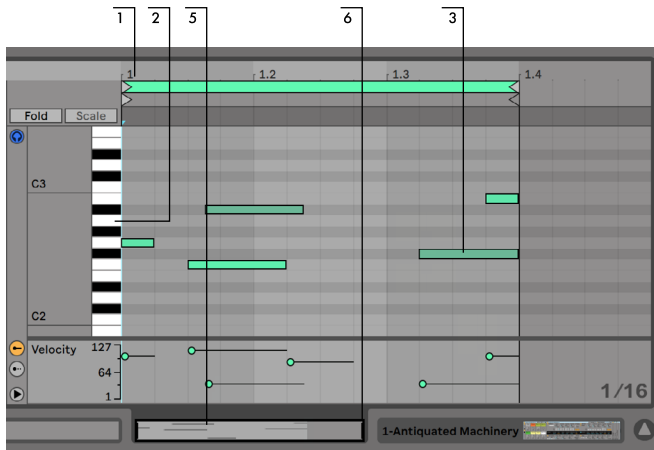 1 2 5 6 3
1 1.2 1.3 1.4
Fold Scale
C3
C2
Velocity 127
64
1
1/16
1-Antiquated Machinery